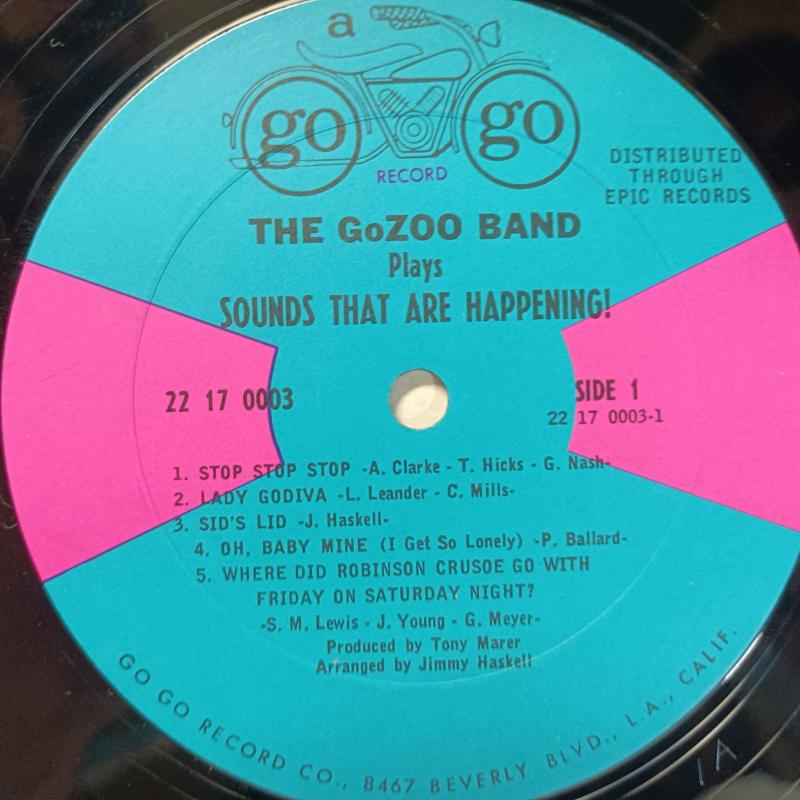 a
go go
RECORD
DISTRIBUTED
THROUGH
EPIC RECORDS
THE GoZOO BAND
Plays
SOUNDS THAT ARE HAPPENING!
22 17 0003
SIDE 1
22 17 0003-1
1. STOP STOP STOP -A. Clarke - T. Hicks - G. Nash-
2. LADY GODIVA -L. Leander - C. Mills-
3. SID'S LID -J. Haskell-
4. OH, BABY MINE (I Get So Lonely) -P. Ballard-
5. WHERE DID ROBINSON CRUSOE GO WITH
FRIDAY ON SATURDAY NIGHT?
-S. M. Lewis - J. Young - G. Meyer-
Produced by Tony Marer
Arranged by Jimmy Haskell
GO GO RECORD CO., 8467 BEVERLY BLVD., L.A., CALIF.
1A